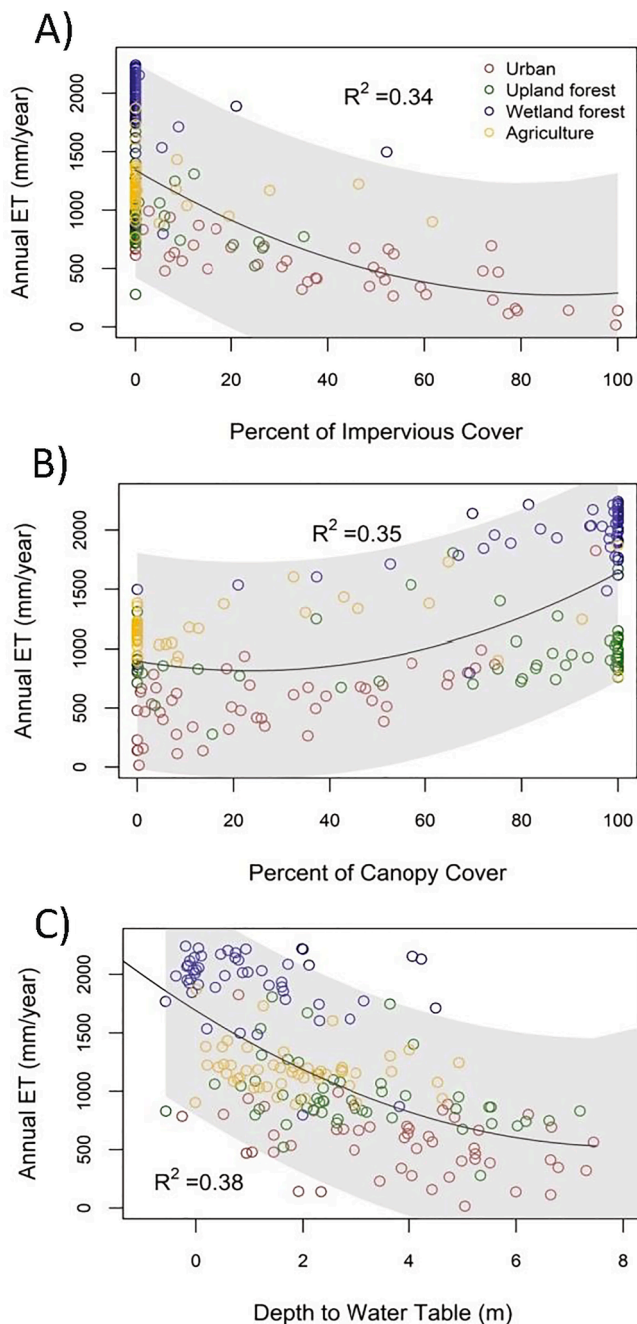 A)
Annual ET (mm/year)
2000
1500
1000
500
0
R² =0.34
Urban
Upland forest
Wetland forest
Agriculture
0 20 40 60 80 100
Percent of Impervious Cover
B)
Annual ET (mm/year)
2000
1500
1000
500
0
R² =0.35
0 20 40 60 80 100
Percent of Canopy Cover
C)
Annual ET (mm/year)
2000
1500
1000
500
0
R² =0.38
0 2 4 6 8
Depth to Water Table (m)